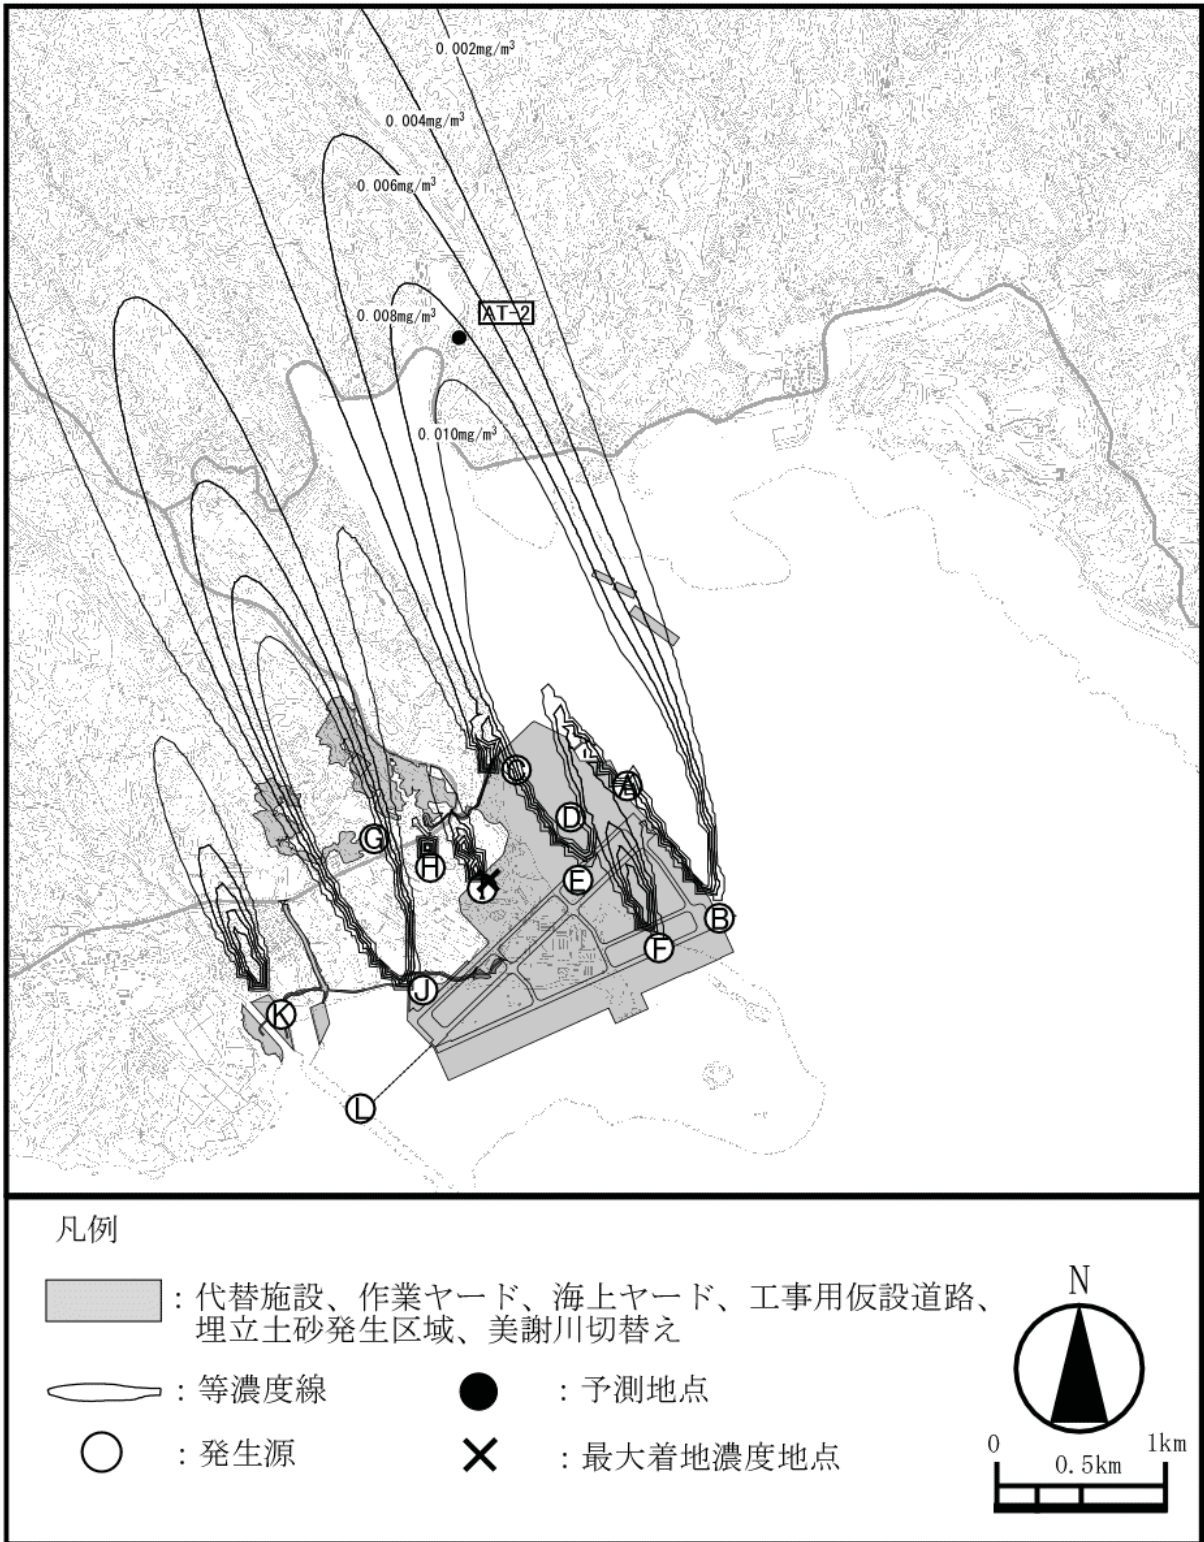 0.002mg/m³
0.004mg/m³
0.006mg/m³
AT-2
0.008mg/m³
0.010mg/m³
C
A
D
G
H
E
I
B
F
J
K
L
凡例
：代替施設、作業ヤード、海上ヤード、工事用仮設道路、
埋立土砂発生区域、美謝川切替え
：等濃度線
：予測地点
：発生源
：最大着地濃度地点
N
0
0.5km
1km